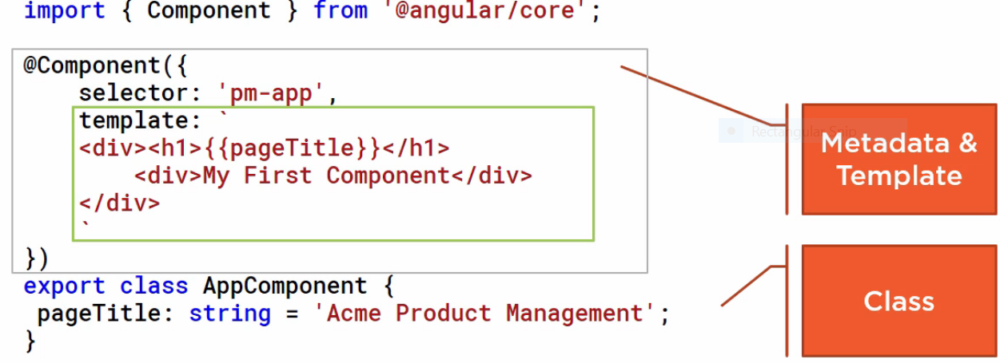 import { Component } from '@angular/core';
@Component({
    selector: 'pm-app',
    template: `
    <div><h1>{{pageTitle}}</h1>
        <div>My First Component</div>
    </div>
    `
})
export class AppComponent {
 pageTitle: string = 'Acme Product Management';
}
Rectangular Snip
Metadata &
Template
Class